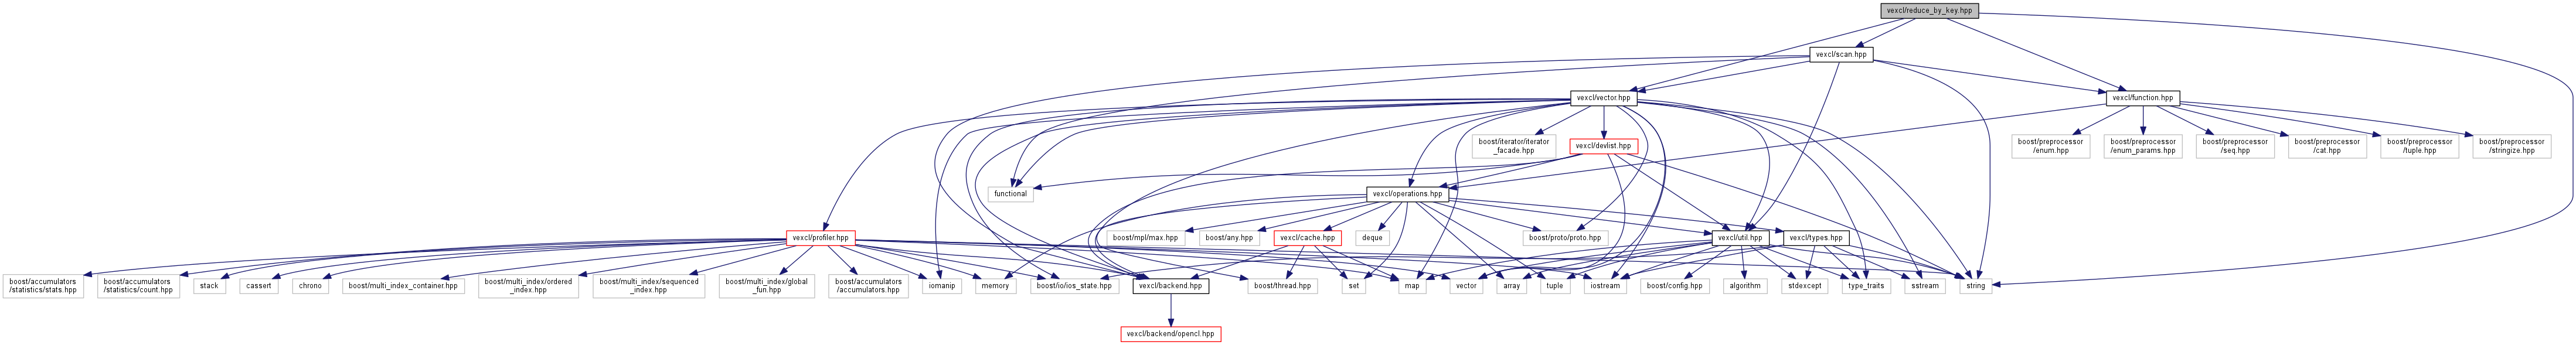 vexcl/reduce_by_key.hpp
vexcl/scan.hpp
vexcl/vector.hpp
vexcl/function.hpp
boost/iterator/iterator
_facade.hpp
vexcl/devlist.hpp
boost/preprocessor
/enum.hpp
boost/preprocessor
/enum_params.hpp
boost/preprocessor
/seq.hpp
boost/preprocessor
/cat.hpp
boost/preprocessor
/tuple.hpp
boost/preprocessor
/stringize.hpp
functional
vexcl/operations.hpp
vexcl/profiler.hpp
boost/mpl/max.hpp
boost/any.hpp
vexcl/cache.hpp
deque
boost/proto/proto.hpp
vexcl/util.hpp
vexcl/types.hpp
boost/accumulators
/statistics/stats.hpp
boost/accumulators
/statistics/count.hpp
stack
cassert
chrono
boost/multi_index_container.hpp
boost/multi_index/ordered
_index.hpp
boost/multi_index/sequenced
_index.hpp
boost/multi_index/global
_fun.hpp
boost/accumulators
/accumulators.hpp
iomanip
memory
boost/io/ios_state.hpp
vexcl/backend.hpp
boost/thread.hpp
set
map
vector
array
tuple
iostream
boost/config.hpp
algorithm
stdexcept
type_traits
sstream
string
vexcl/backend/opencl.hpp